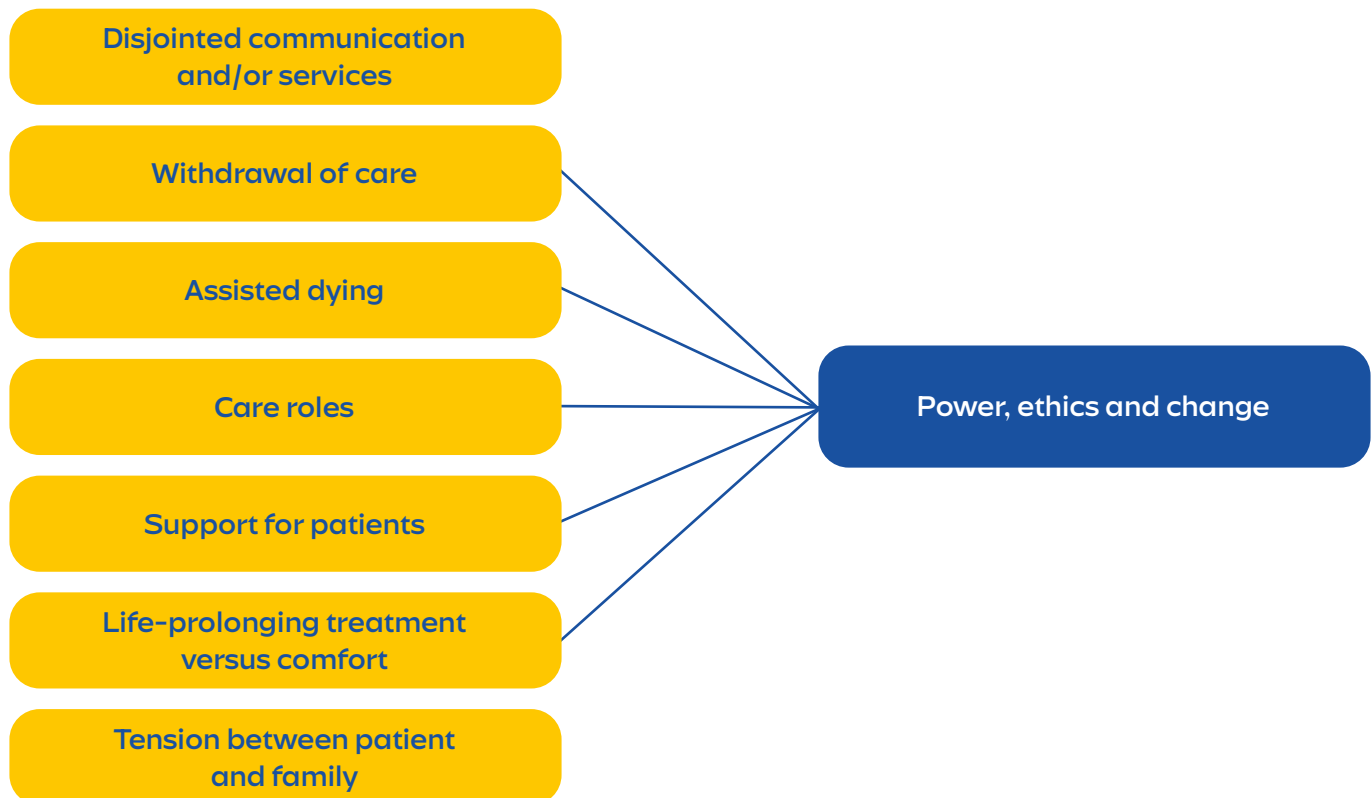 Disjointed communication
and/or services
Withdrawal of care
Assisted dying
Care roles
Power, ethics and change
Support for patients
Life-prolonging treatment
versus comfort
Tension between patient
and family